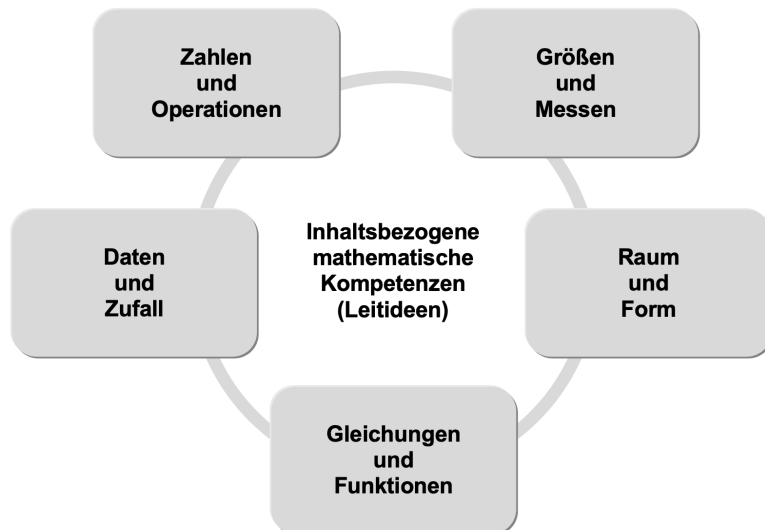 Zahlen
und
Operationen
Größen
und
Messen
Daten
und
Zufall
Inhaltsbezogene
mathematische
Kompetenzen
(Leitideen)
Raum
und
Form
Gleichungen
und
Funktionen